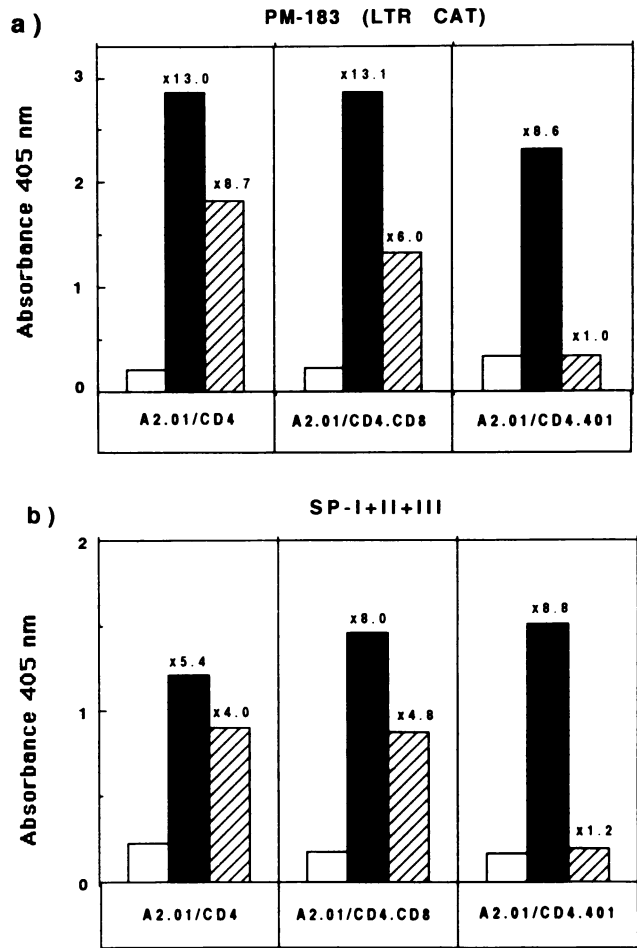 a)
PM-183 (LTR CAT)
Absorbance 405 nm
3
2
1
0
x13.0
x8.7
x13.1
x6.0
x8.6
x1.0
A2.01/CD4
A2.01/CD4.CD8
A2.01/CD4.401
b)
SP-I+II+III
Absorbance 405 nm
2
1
0
x5.4
x4.0
x8.0
x4.8
x8.8
x1.2
A2.01/CD4
A2.01/CD4.CD8
A2.01/CD4.401